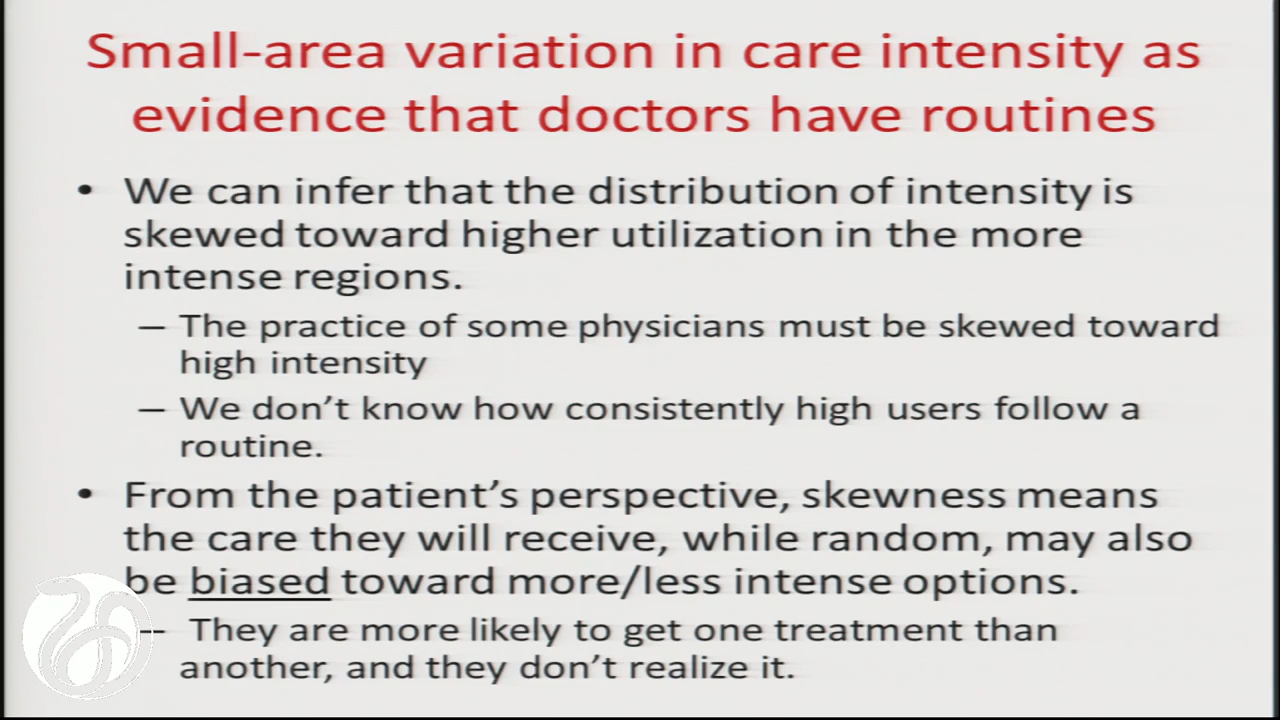 Small-area variation in care intensity as
evidence that doctors have routines
• We can infer that the distribution of intensity is
skewed toward higher utilization in the more
intense regions.
– The practice of some physicians must be skewed toward
high intensity
– We don’t know how consistently high users follow a
routine.
• From the patient’s perspective, skewness means
the care they will receive, while random, may also
be biased toward more/less intense options.
– They are more likely to get one treatment than
another, and they don’t realize it.